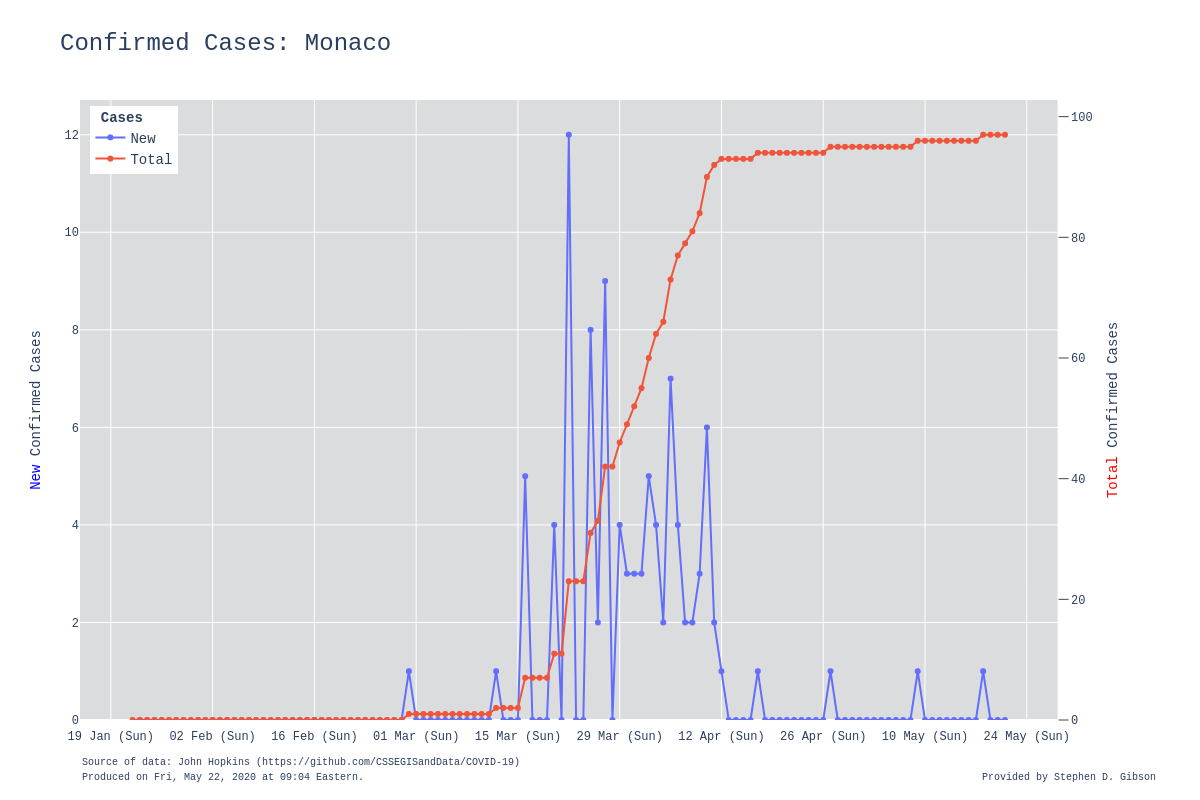 Confirmed Cases: Monaco
Cases
New
Total
12
10
8
6
4
2
0
100
80
60
40
20
0
New Confirmed Cases
Total Confirmed Cases
19 Jan (Sun) 02 Feb (Sun) 16 Feb (Sun) 01 Mar (Sun) 15 Mar (Sun) 29 Mar (Sun) 12 Apr (Sun) 26 Apr (Sun) 10 May (Sun) 24 May (Sun)
Source of data: John Hopkins (https://github.com/CSSEGISandData/COVID-19)
Produced on Fri, May 22, 2020 at 09:04 Eastern.
Provided by Stephen D. Gibson